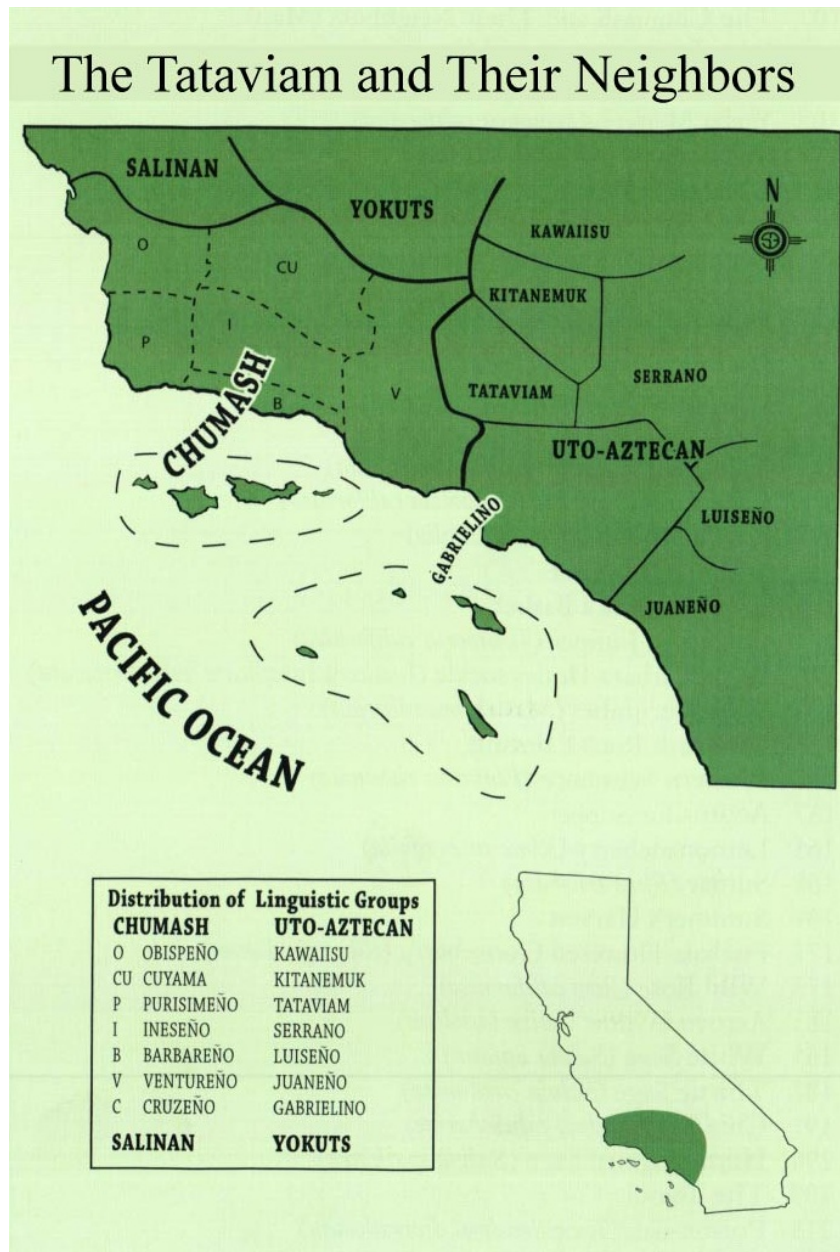 The Tataviam and Their Neighbors
SALINAN
YOKUTS
N
KAWAIISU
O
CU
KITANEMUK
I
P
SERRANO
TATAVIAM
V
B
CHUMASH
UTO-AZTECAN
GABRIELINO
LUISEÑO
JUANEÑO
PACIFIC OCEAN
Distribution of Linguistic Groups
CHUMASH UTO-AZTECAN
O OBISPEÑO KAWAIISU
CU CUYAMA KITANEMUK
P PURISIMEÑO TATAVIAM
I INESEÑO SERRANO
B BARBAREÑO LUISEÑO
V VENTUREÑO JUANEÑO
C CRUZEÑO GABRIELINO
SALINAN YOKUTS